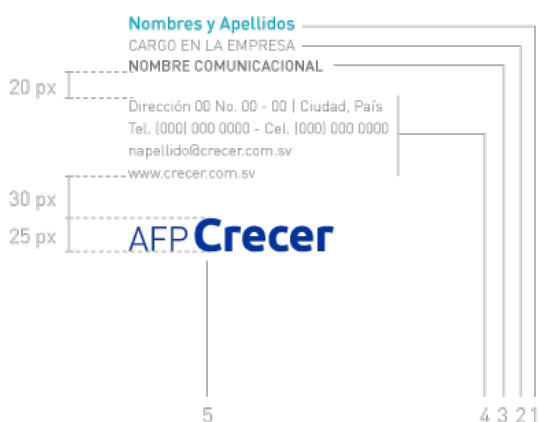 Nombres y Apellidos
CARGO EN LA EMPRESA
NOMBRE COMUNICACIONAL
20 px
Dirección 00 No. 00 - 00 | Ciudad, País
Tel. (000) 000 0000 - Cel. (000) 000 0000
napellido@crecer.com.sv
www.crecer.com.sv
30 px
25 px
AFP Crecer
5
4 3 2 1